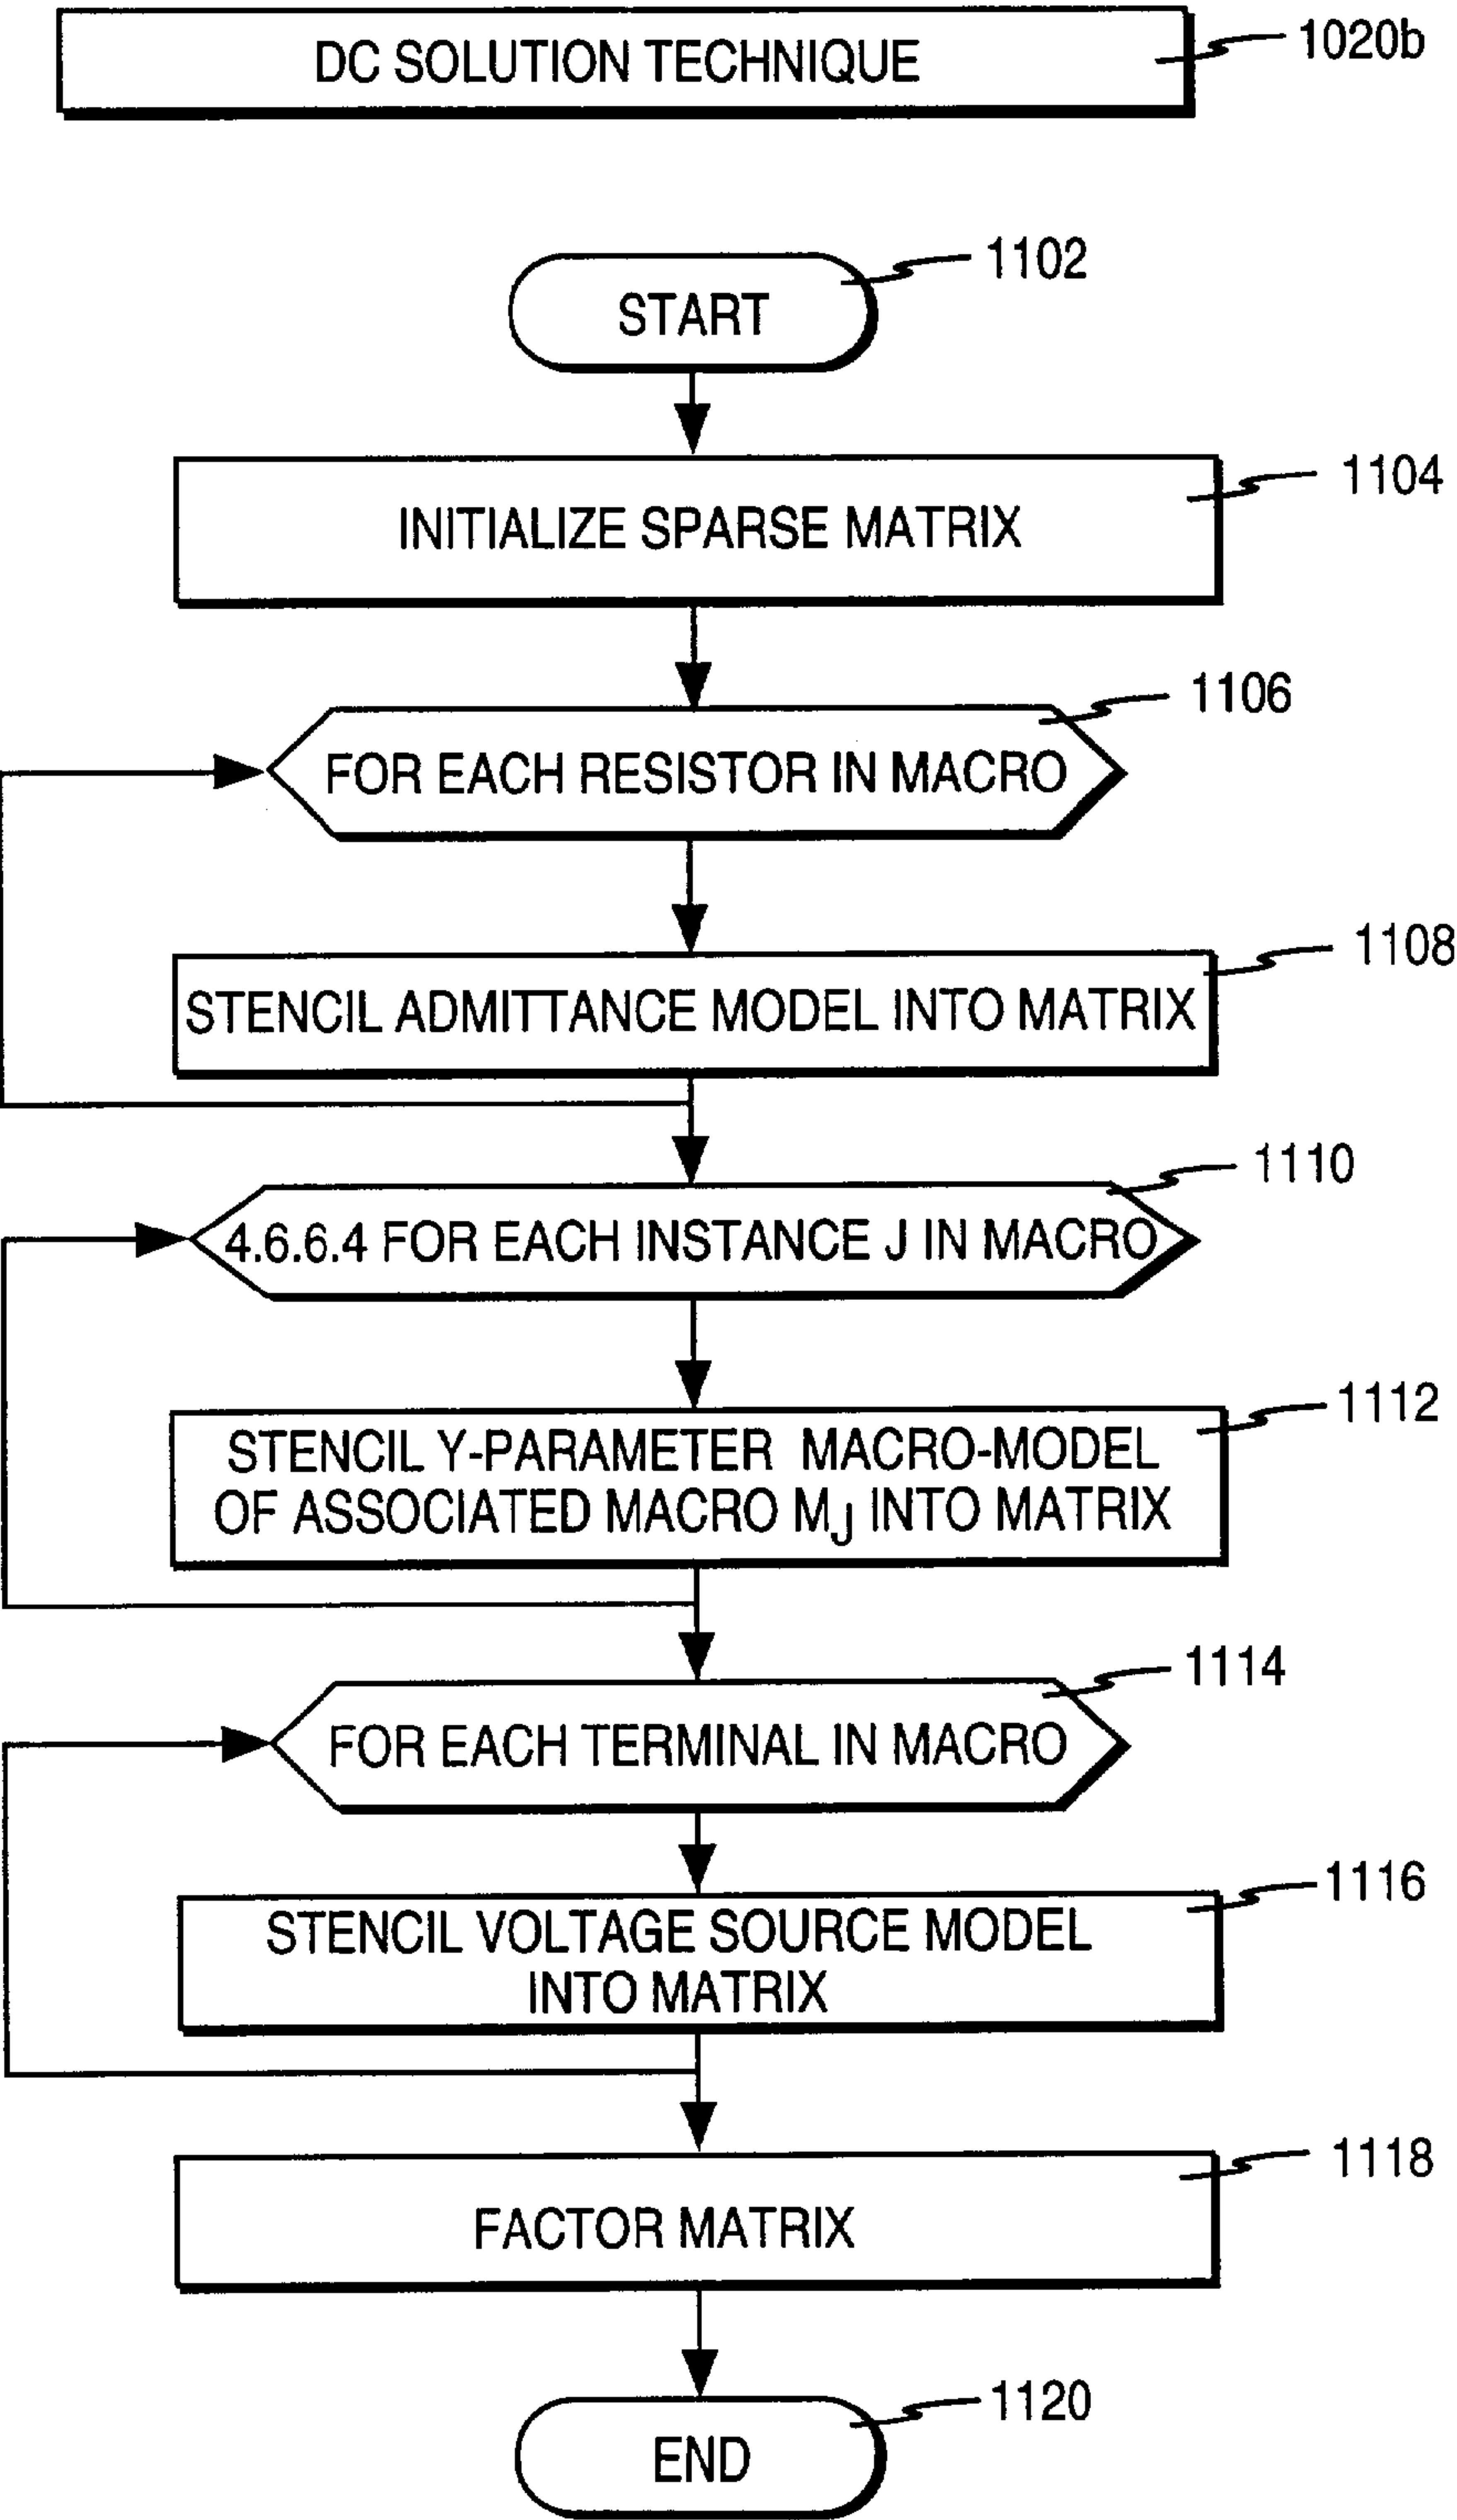 DC SOLUTION TECHNIQUE
1020b
START
1102
INITIALIZE SPARSE MATRIX
1104
FOR EACH RESISTOR IN MACRO
1106
STENCIL ADMITTANCE MODEL INTO MATRIX
1108
4.6.6.4 FOR EACH INSTANCE J IN MACRO
1110
STENCIL Y-PARAMETER MACRO-MODEL
OF ASSOCIATED MACRO MJ INTO MATRIX
1112
FOR EACH TERMINAL IN MACRO
1114
STENCIL VOLTAGE SOURCE MODEL
INTO MATRIX
1116
FACTOR MATRIX
1118
END
1120